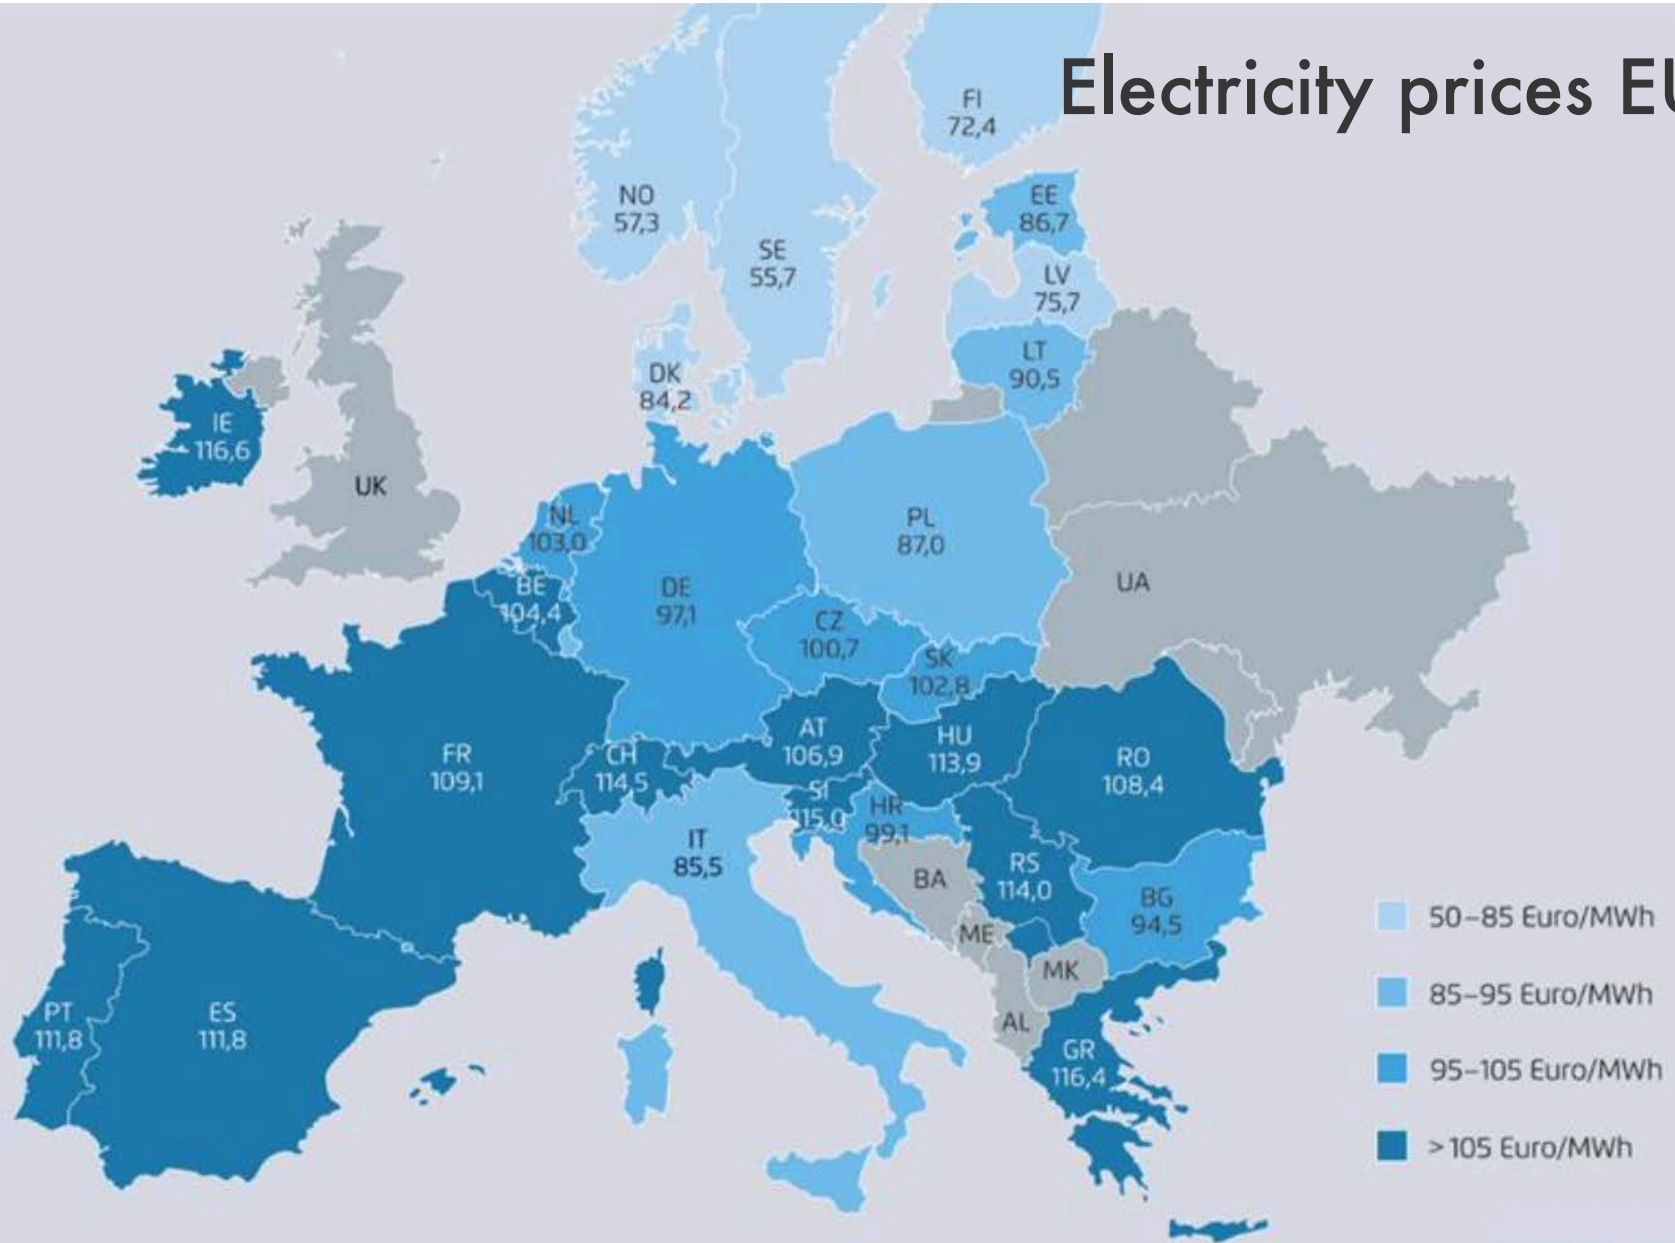 Electricity prices EU
FI
72,4
NO
57,3
EE
86,7
SE
55,7
LV
75,7
LT
90,5
DK
84,2
IE
116,6
UK
NL
103,0
PL
87,0
BE
104,4
DE
97,1
UA
CZ
100,7
SK
102,8
AT
106,9
HU
113,9
FR
109,1
CH
114,5
RO
108,4
SI
115,0
HR
99,1
IT
85,5
RS
114,0
BA
BG
94,5
ME
MK
PT
111,8
ES
111,8
AL
GR
116,4
50–85 Euro/MWh
85–95 Euro/MWh
95–105 Euro/MWh
>105 Euro/MWh